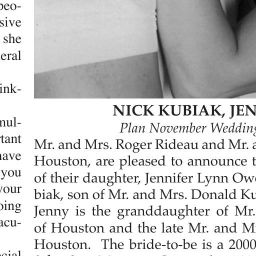 peo-
sive
she
eral
ink-
mul-
tant
have
you
your
ping
acu-
NICK KUBIAK, JEN
Plan November Wedding
Mr. and Mrs. Roger Rideau and Mr. a
Houston, are pleased to announce t
of their daughter, Jennifer Lynn Owe
biak, son of Mr. and Mrs. Donald Ku
Jenny is the granddaughter of Mr.
of Houston and the late Mr. and M
Houston. The bride-to-be is a 2000